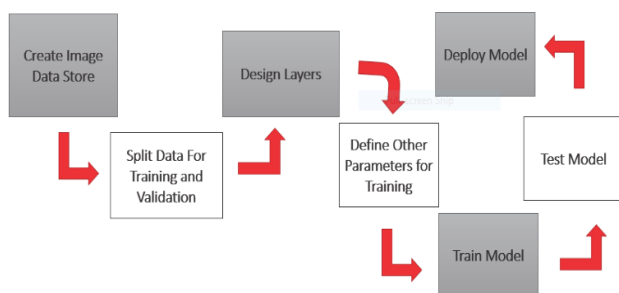 Create Image
Data Store
Split Data For
Training and
Validation
Design Layers
Define Other
Parameters for
Training
Train Model
Test Model
Deploy Model